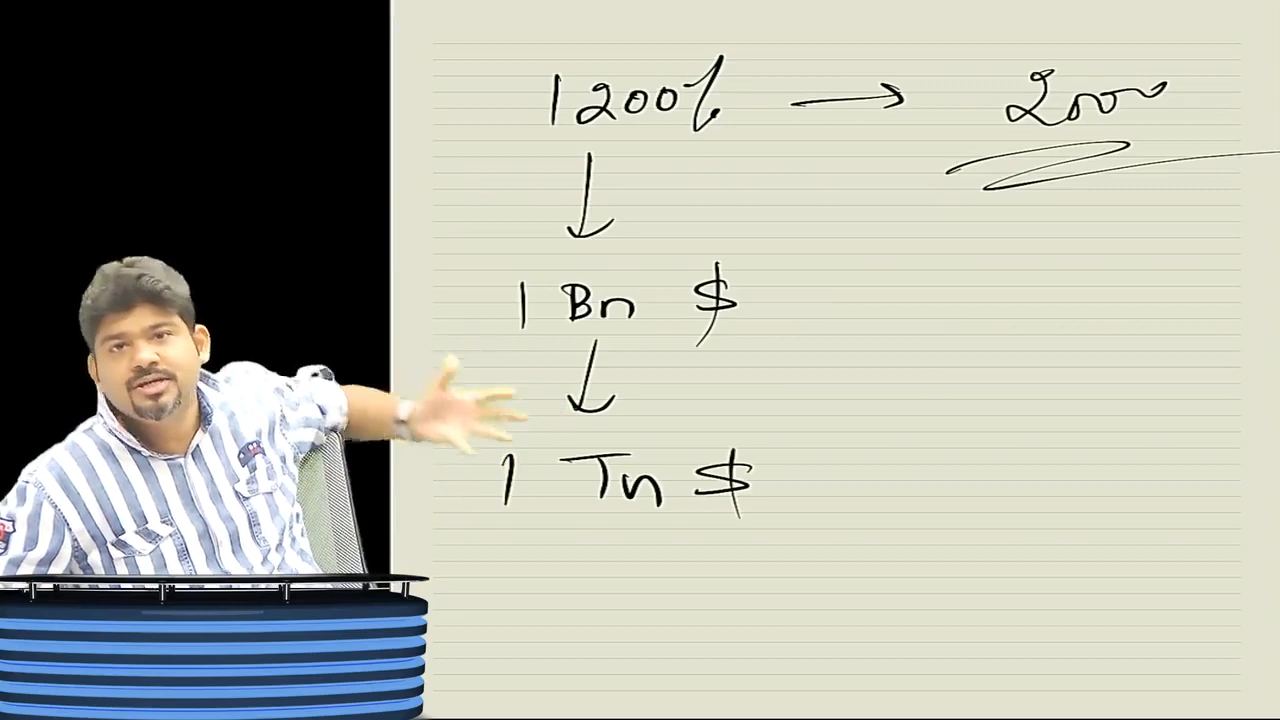 1200% → 2000
↓
1 Bn $
↓
1 Tn $